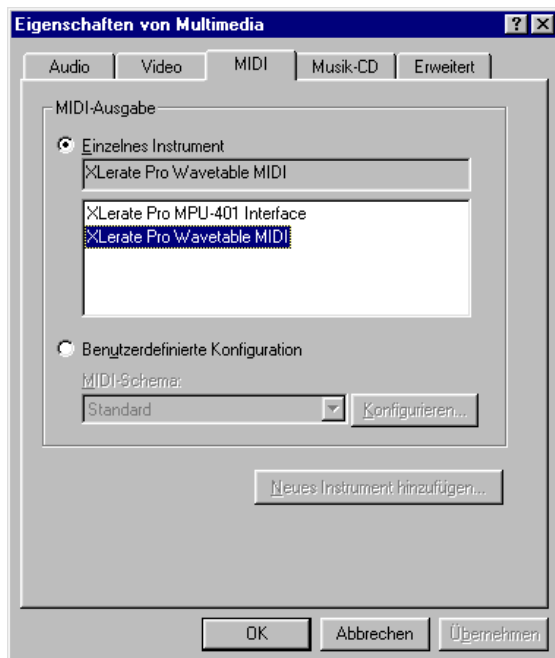 Eigenschaften von Multimedia
Audio Video MIDI Musik-CD Erweitert
MIDI-Ausgabe
Einzelnes Instrument
XLerate Pro Wavetable MIDI
XLerate Pro MPU-401 Interface
XLerate Pro Wavetable MIDI
Benutzerdefinierte Konfiguration
MIDI-Schema:
Standard Konfigurieren...
Neues Instrument hinzufügen...
OK Abbrechen Übernehmen